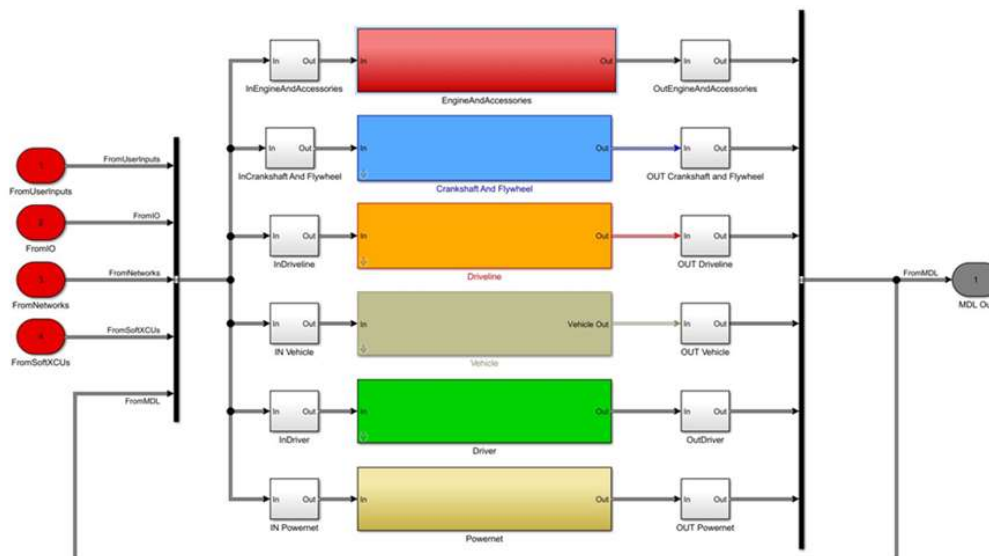 In Out
In Out
In Out
InEngineAndAccessories
EngineAndAccessories
OutEngineAndAccessories
In Out
Out
In Out
InCrankshaft And Flywheel
Crankshaft And Flywheel
OUT Crankshaft and Flywheel
1
FromUserInputs
FromUserInputs
2
FromIO
FromIO
In Out
In Out
In Out
InDriveline
Driveline
OUT Driveline
3
FromNetworks
FromNetworks
FromMDL
1
MDL Out
4
FromSoftXCUs
FromSoftXCUs
In Out
In Vehicle Out
In Out
IN Vehicle
Vehicle
OUT Vehicle
FromMDL
In Out
In Out
In Out
InDriver
Driver
OutDriver
In Out
In Out
In Out
IN Powernet
Powernet
OUT Powernet